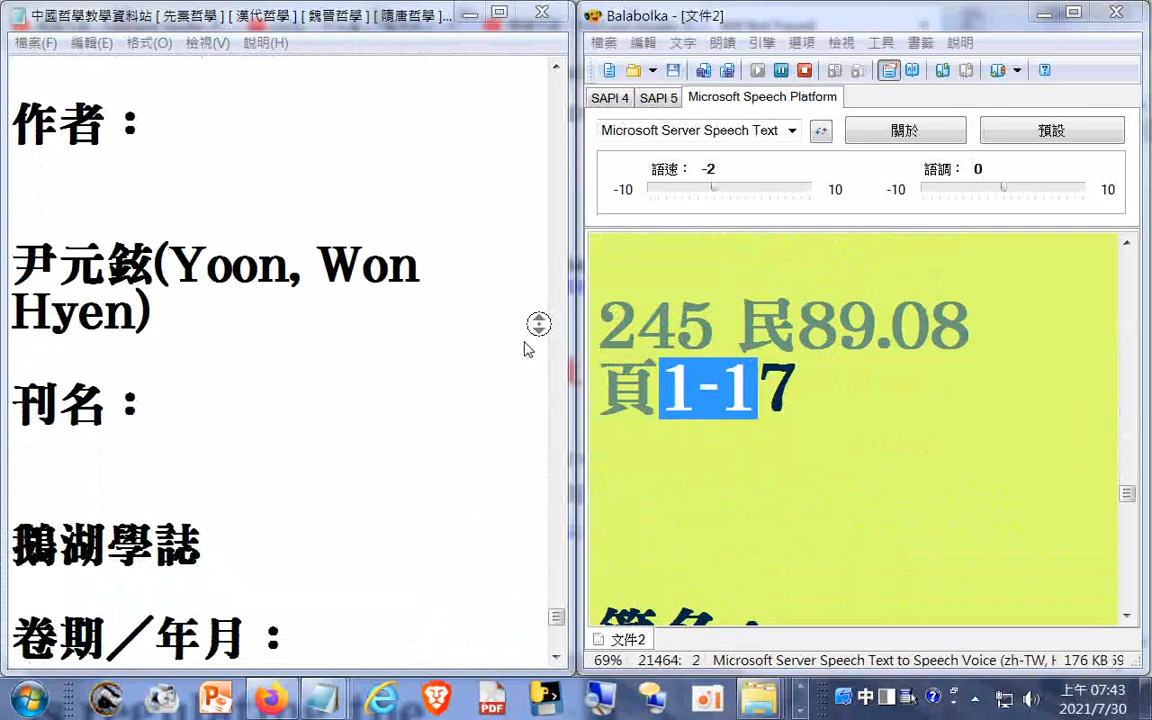 中國哲學教學資料站 [ 先秦哲學 ] [ 漢代哲學 ] [ 魏晉哲學 ] [ 隋唐哲學 ]...
檔案(F) 編輯(E) 格式(O) 檢視(V) 說明(H)
作者：
尹元鉉(Yoon, Won
Hyen)
刊名：
鵝湖學誌
卷期／年月：
Balabolka - [文件2]
檔案 編輯 文字 朗讀 引擎 選項 檢視 工具 書籤 說明
SAPI 4 SAPI 5 Microsoft Speech Platform
Microsoft Server Speech Text 關於 預設
語速： -2 語調： 0
-10 10 -10 10
245 民89.08
頁1-17
篇名：
文件2
69% 21464: 2 Microsoft Server Speech Text to Speech Voice (zh-TW, H 176 KB
PDF 中 上午 07:43
2021/7/30